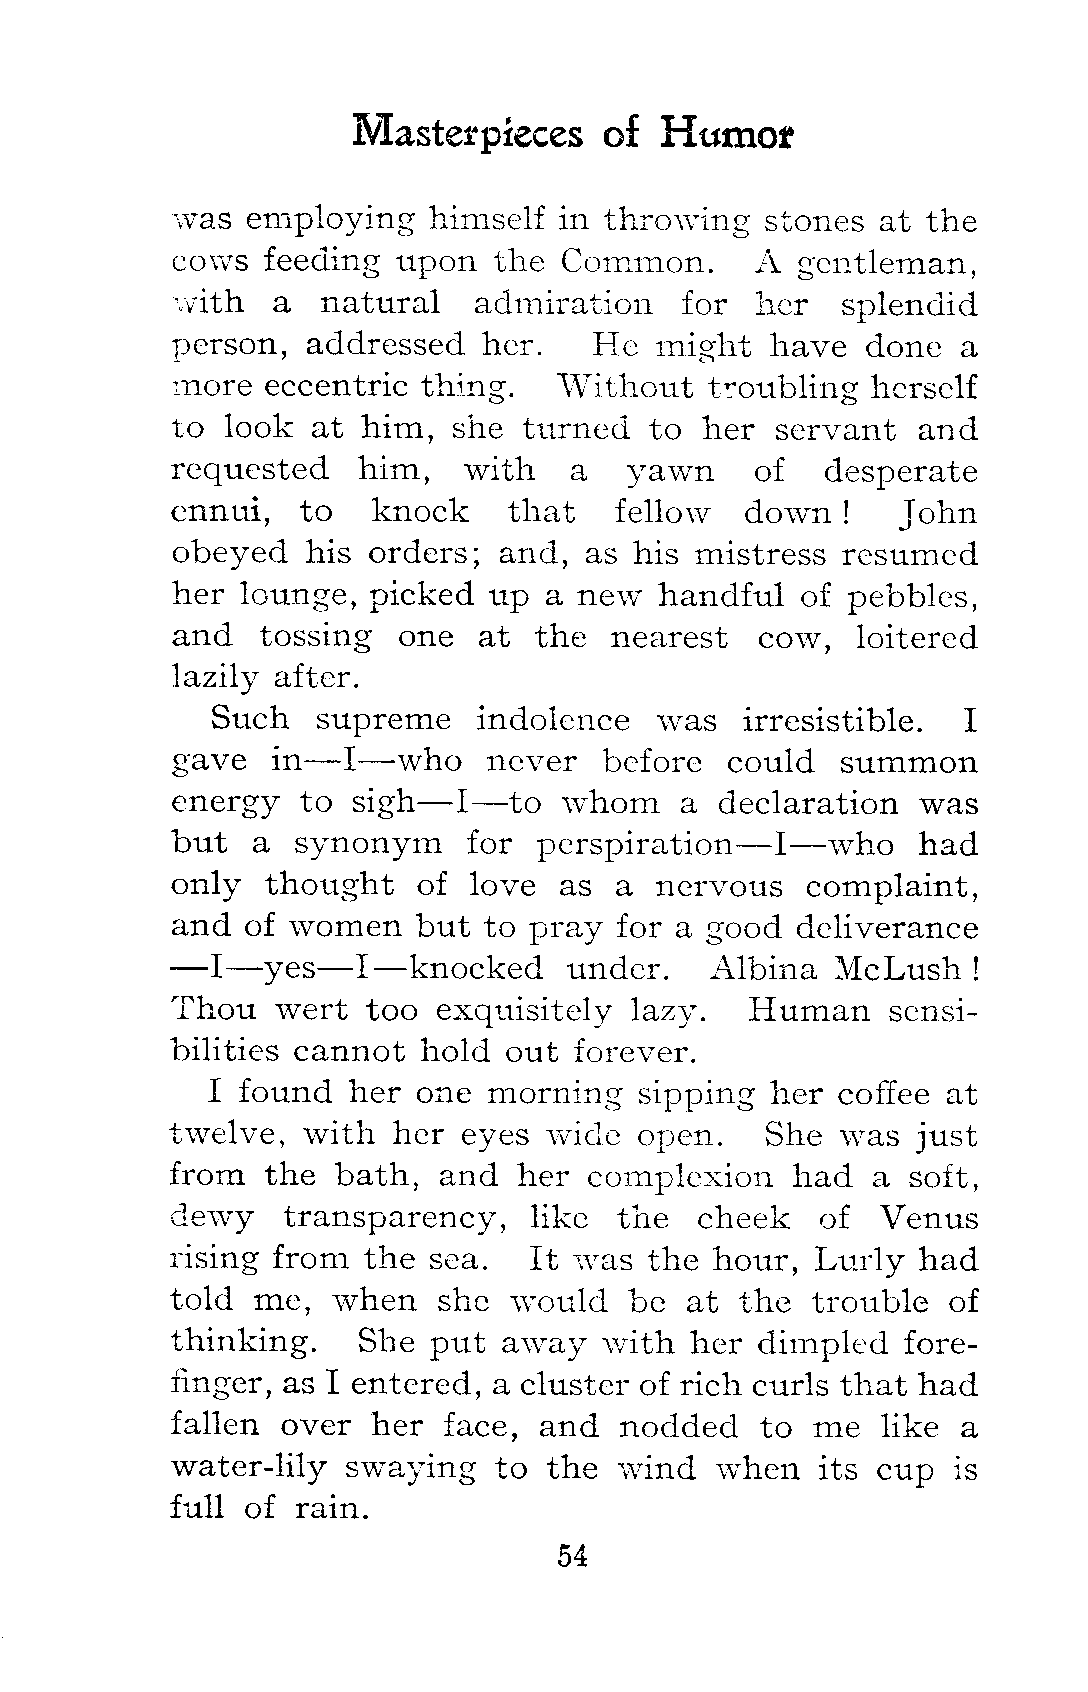 Masterpieces of Humor
was employing himself in throwing stones at the
cows feeding upon the Common. A gentleman,
with a natural admiration for her splendid
person, addressed her. He might have done a
more eccentric thing. Without troubling herself
to look at him, she turned to her servant and
requested him, with a yawn of desperate
ennui, to knock that fellow down! John
obeyed his orders; and, as his mistress resumed
her lounge, picked up a new handful of pebbles,
and tossing one at the nearest cow, loitered
lazily after.
Such supreme indolence was irresistible. I
gave in—I—who never before could summon
energy to sigh—I—to whom a declaration was
but a synonym for perspiration—I—who had
only thought of love as a nervous complaint,
and of women but to pray for a good deliverance
—I—yes—I—knocked under. Albina McLush!
Thou wert too exquisitely lazy. Human sensi-
bilities cannot hold out forever.
I found her one morning sipping her coffee at
twelve, with her eyes wide open. She was just
from the bath, and her complexion had a soft,
dewy transparency, like the cheek of Venus
rising from the sea. It was the hour, Lurly had
told me, when she would be at the trouble of
thinking. She put away with her dimpled fore-
finger, as I entered, a cluster of rich curls that had
fallen over her face, and nodded to me like a
water-lily swaying to the wind when its cup is
full of rain.
54